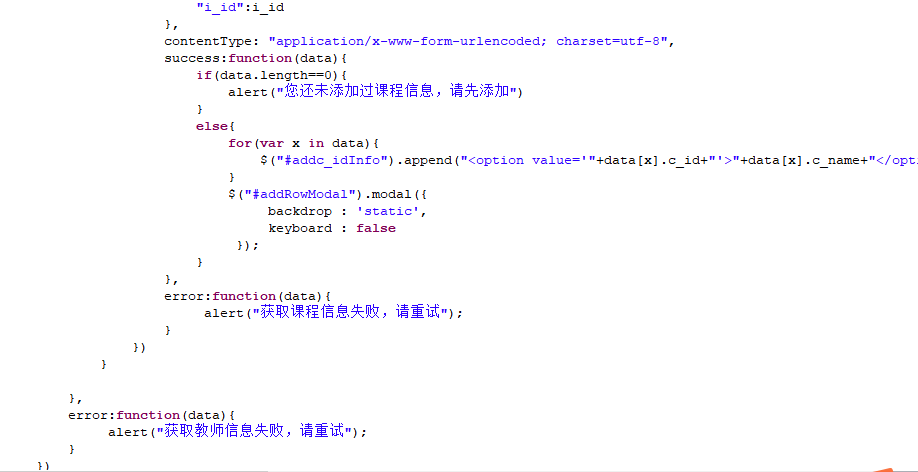 "i_id":i_id
},
contentType: "application/x-www-form-urlencoded; charset=utf-8",
success:function(data){
if(data.length==0){
alert("您还未添加过课程信息，请先添加")
}
else{
for(var x in data){
$("#addc_idInfo").append("<option value='"+data[x].c_id+"'>"+data[x].c_name+"</opti
}
$("#addRowModal").modal({
backdrop : 'static',
keyboard : false
});
}
},
error:function(data){
alert("获取课程信息失败，请重试");
}
})
}
},
error:function(data){
alert("获取教师信息失败，请重试");
}
})